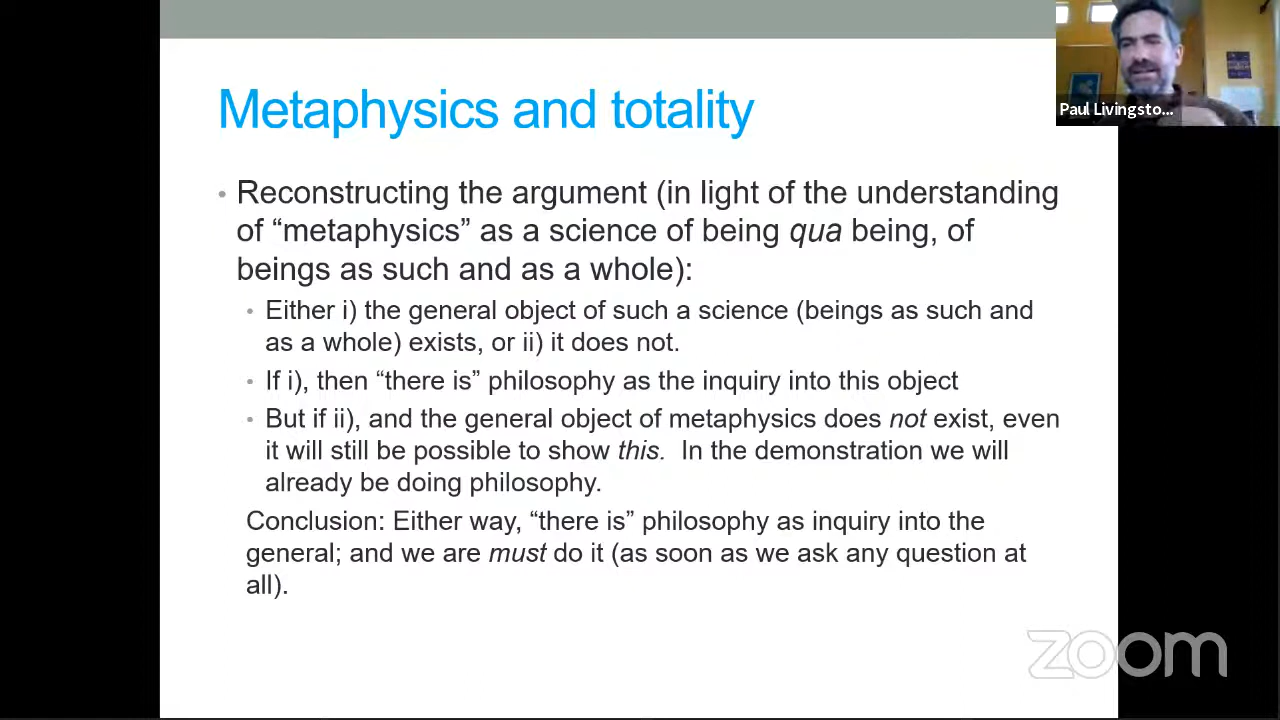 Metaphysics and totality
Paul Livingsto...
• Reconstructing the argument (in light of the understanding
of “metaphysics” as a science of being qua being, of
beings as such and as a whole):
• Either i) the general object of such a science (beings as such and
as a whole) exists, or ii) it does not.
• If i), then “there is” philosophy as the inquiry into this object
• But if ii), and the general object of metaphysics does not exist, even
it will still be possible to show this. In the demonstration we will
already be doing philosophy.
Conclusion: Either way, “there is” philosophy as inquiry into the
general; and we are must do it (as soon as we ask any question at
all).
zoom